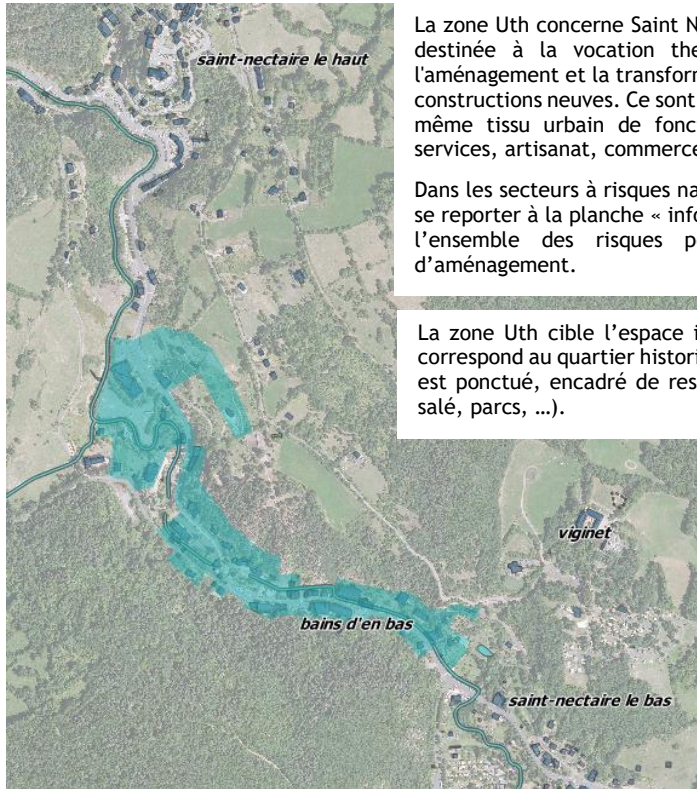 saint-nectaire le haut
La zone Uth concerne Saint N
destinée à la vocation the
l'aménagement et la transform
constructions neuves. Ce sont
même tissu urbain de fonc
services, artisanat, commerce
Dans les secteurs à risques na
se reporter à la planche « info
l’ensemble des risques p
d’aménagement.
La zone Uth cible l’espace i
correspond au quartier histori
est ponctué, encadré de res
salé, parcs, …).
viginet
bains d'en bas
saint-nectaire le bas